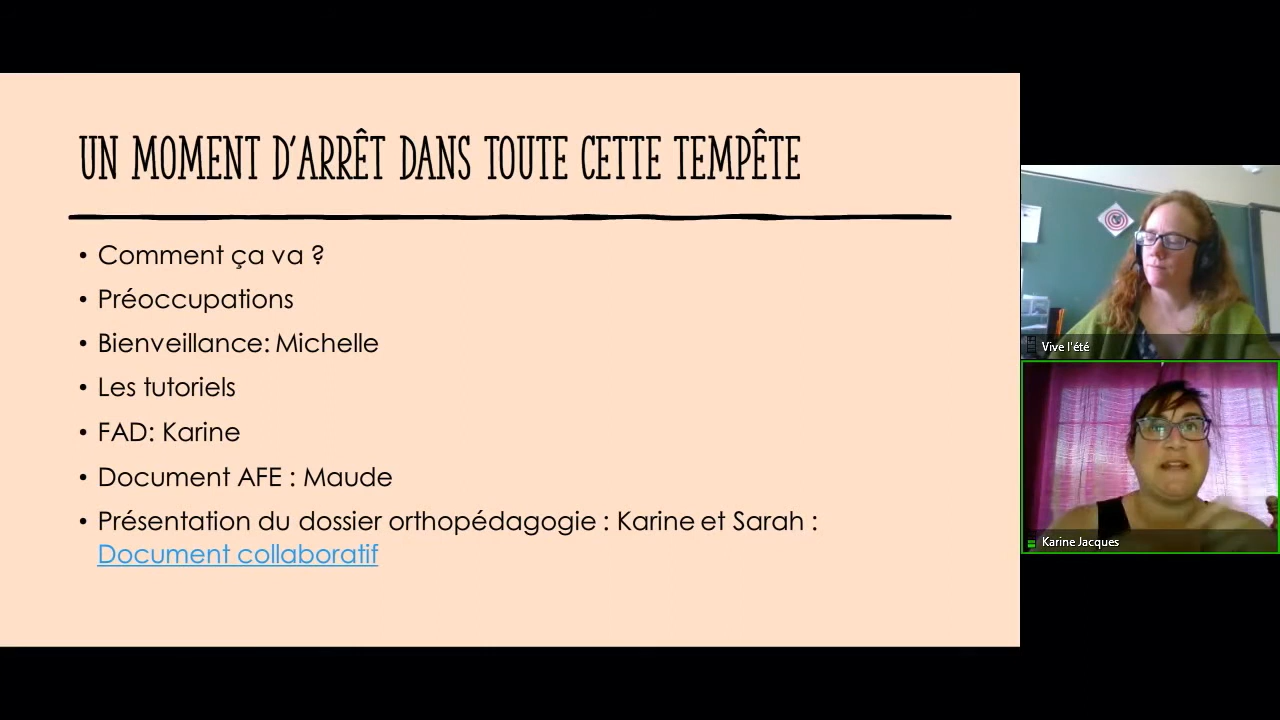 UN MOMENT D'ARRÊT DANS TOUTE CETTE TEMPÊTE
• Comment ça va ?
• Préoccupations
• Bienveillance: Michelle
• Les tutoriels
• FAD: Karine
• Document AFE : Maude
• Présentation du dossier orthopédagogie : Karine et Sarah :
Document collaboratif
Vive l'été
Karine Jacques